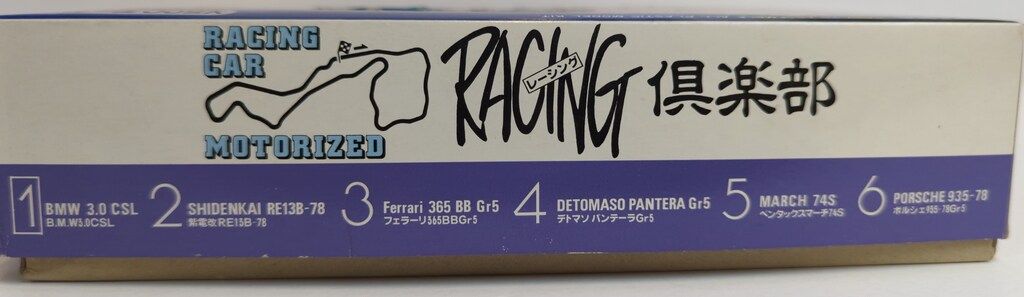 RACING
CAR
MOTORIZED
RACING
レーシング
倶楽部
1 BMW 3.0 CSL
B.M.W3.0CSL
2 SHIDENKAI RE13B-78
紫電改RE13B-78
3 Ferrari 365 BB Gr5
フェラーリ365BBGr5
4 DETOMASO PANTERA Gr5
デトマソ パンテーラGr5
5 MARCH 74S
ペンタックスマーチ74S
6 PORSCHE 935-78
ポルシェ935-78Gr5